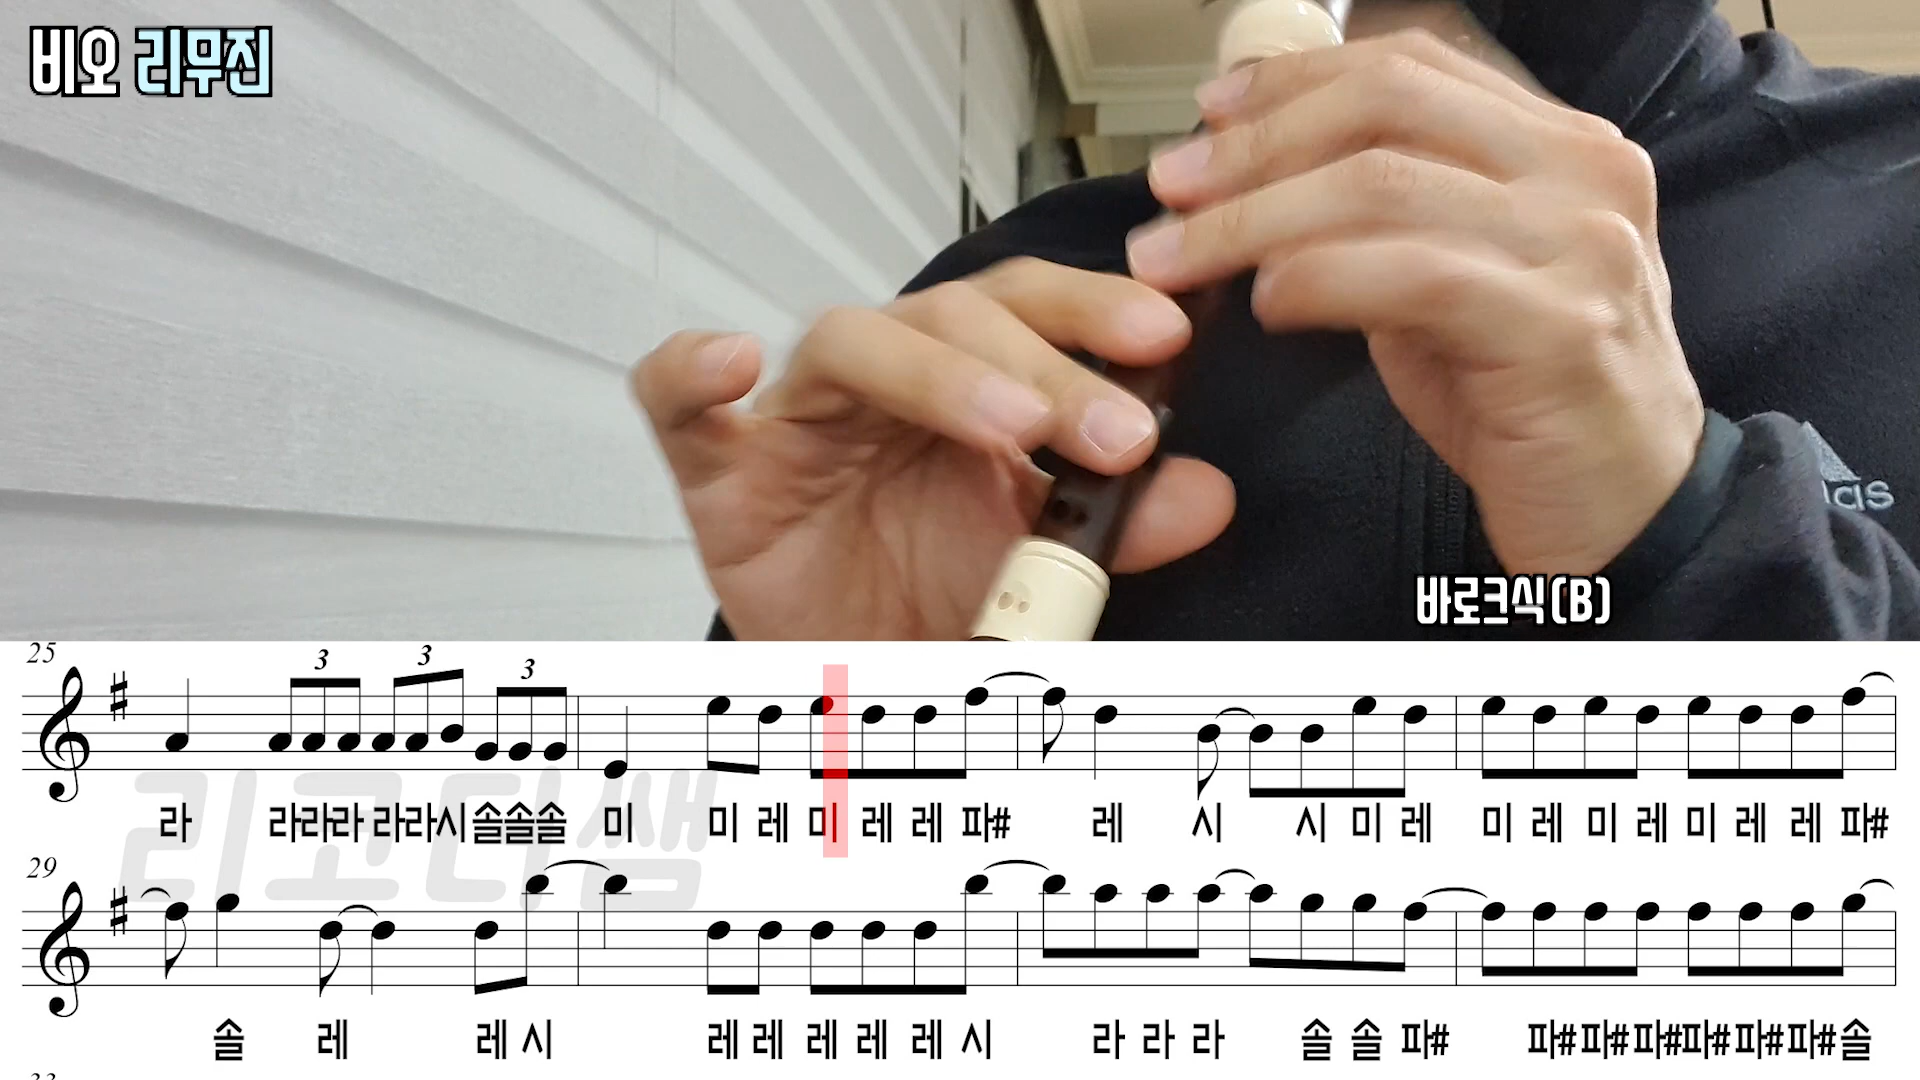 비오 리무진
adidas
바로크식(B)
25
3 3 3
라 라라라 라라시 솔솔솔 미 미 레 미 레 레 파# 레 시 시 미 레 미 레 미 레 미 레 레 파#
리코더쌤
29
솔 레 레 시 레 레 레 레 레 시 라 라 라 솔 솔 파# 파# 파# 파# 파# 파# 파# 솔
33